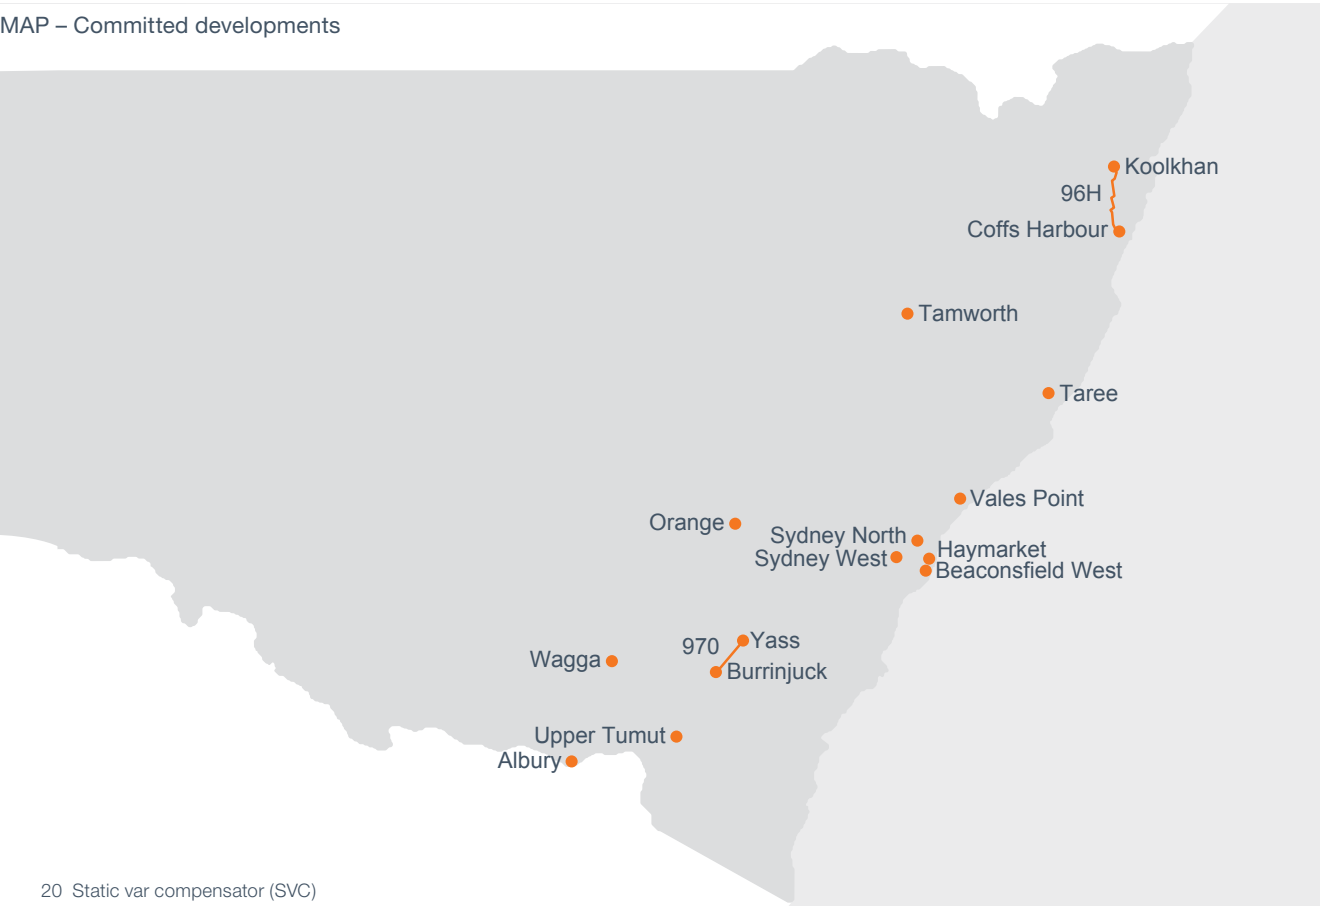 MAP – Committed developments
Koolkhan
96H
Coffs Harbour
Tamworth
Taree
Vales Point
Orange
Sydney North
Haymarket
Sydney West
Beaconsfield West
970
Yass
Wagga
Burrinjuck
Upper Tumut
Albury
20 Static var compensator (SVC)